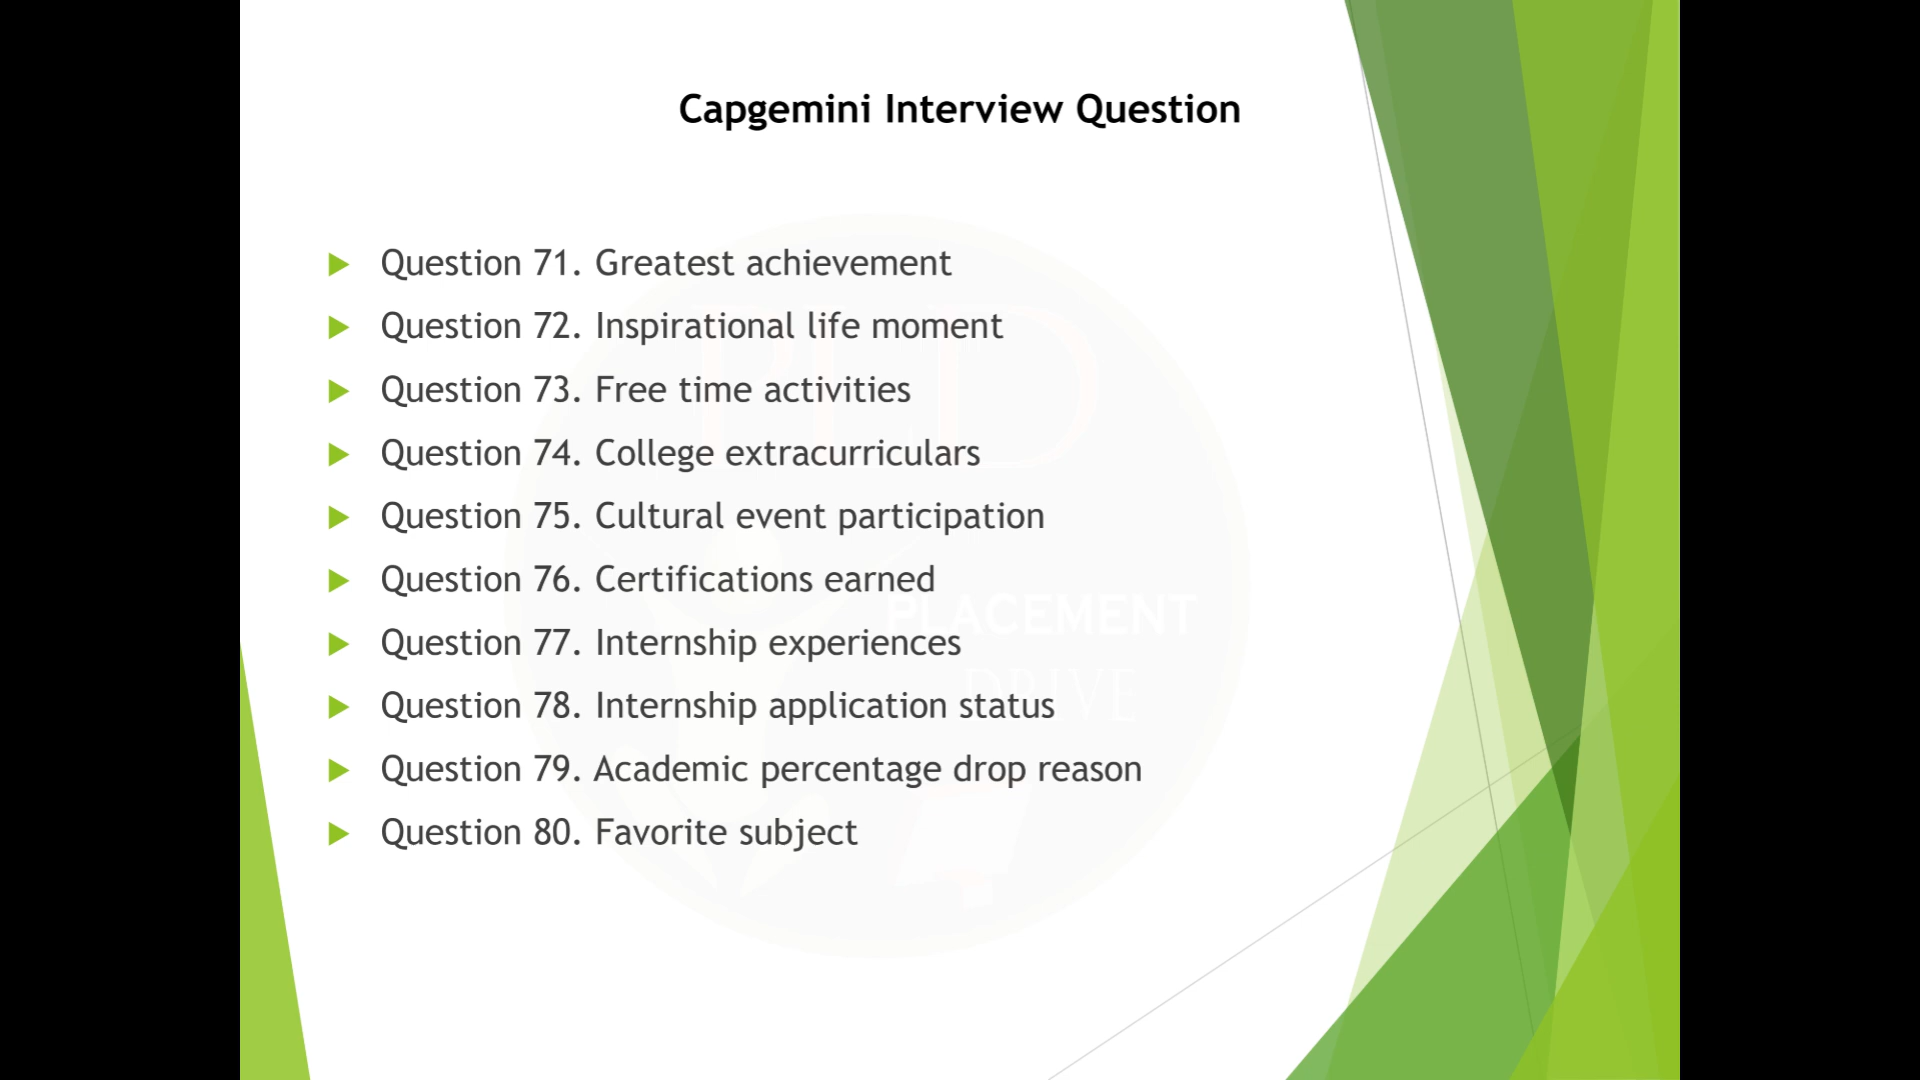 Capgemini Interview Question
Question 71. Greatest achievement
Question 72. Inspirational life moment
Question 73. Free time activities
Question 74. College extracurriculars
Question 75. Cultural event participation
Question 76. Certifications earned
PLACEMENT
Question 77. Internship experiences
DRIVE
Question 78. Internship application status
Question 79. Academic percentage drop reason
Question 80. Favorite subject